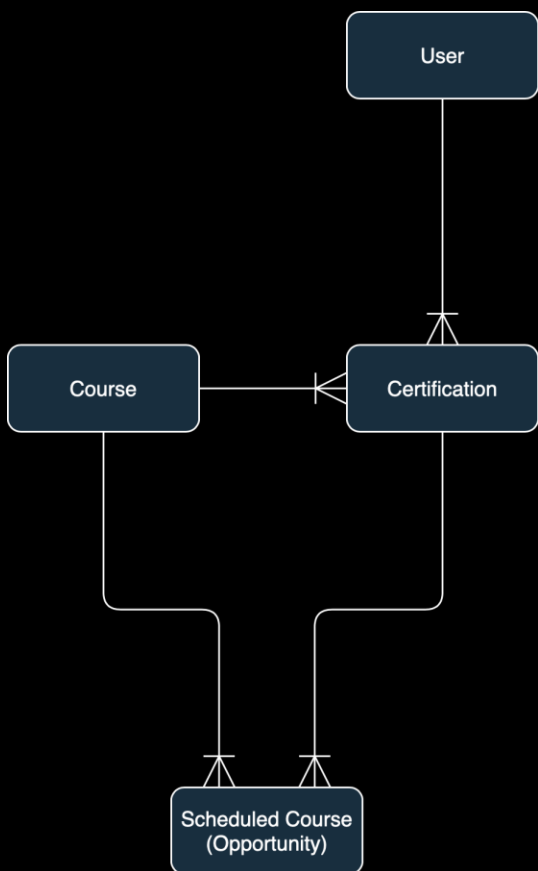 User
Course
Certification
Scheduled Course
(Opportunity)